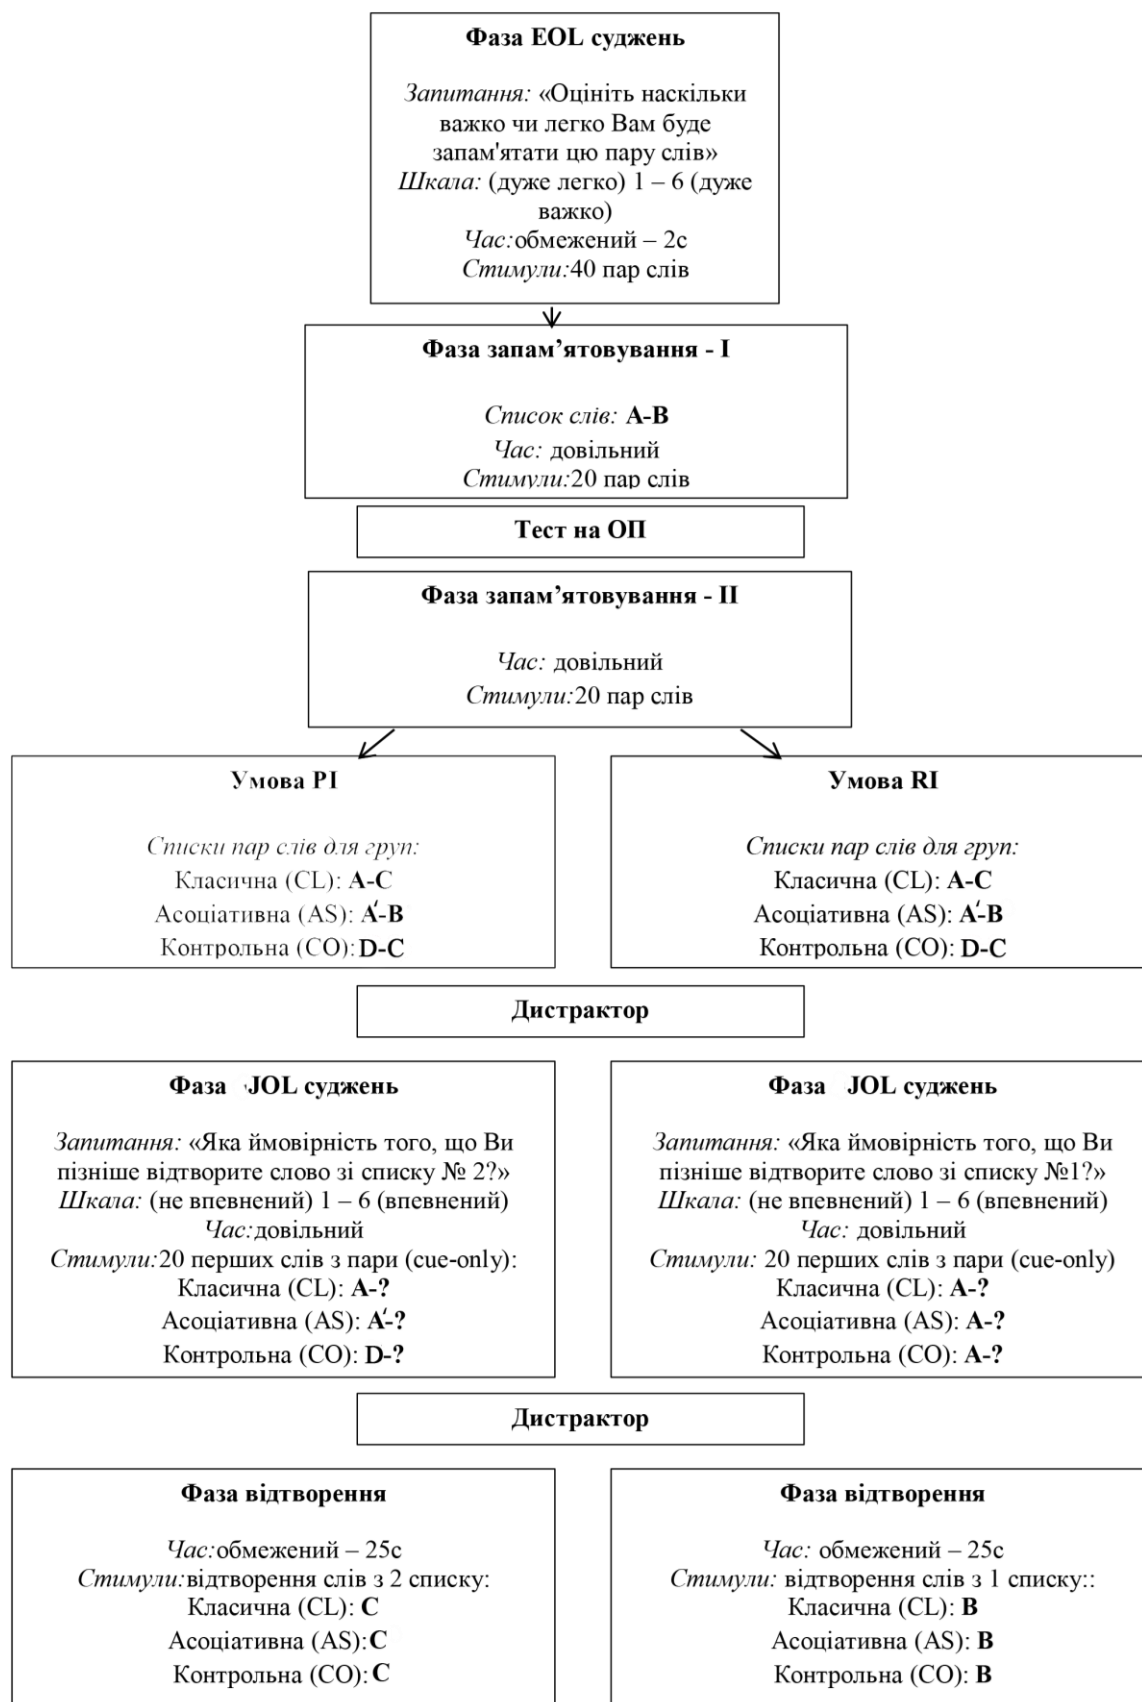 Фаза EOL суджень
Запитання: «Оцініть наскільки
важко чи легко Вам буде
запам'ятати цю пару слів»
Шкала: (дуже легко) 1 – 6 (дуже
важко)
Час:обмежений – 2с
Стимули:40 пар слів
Фаза запам’ятовування - I
Список слів: A-B
Час: довільний
Стимули:20 пар слів
Тест на ОП
Фаза запам’ятовування - II
Час: довільний
Стимули:20 пар слів
Умова PI
Списки пар слів для груп:
Класична (CL): A-C
Асоціативна (AS): A′-B
Контрольна (CO): D-C
Умова RI
Списки пар слів для груп:
Класична (CL): A-C
Асоціативна (AS): A′-B
Контрольна (CO): D-C
Дистрактор
Фаза JOL суджень
Запитання: «Яка ймовірність того, що Ви
пізніше відтворите слово зі списку № 2?»
Шкала: (не впевнений) 1 – 6 (впевнений)
Час:довільний
Стимули:20 перших слів з пари (cue-only):
Класична (CL): A-?
Асоціативна (AS): A′-?
Контрольна (CO): D-?
Фаза JOL суджень
Запитання: «Яка ймовірність того, що Ви
пізніше відтворите слово зі списку №1?»
Шкала: (не впевнений) 1 – 6 (впевнений)
Час: довільний
Стимули: 20 перших слів з пари (cue-only)
Класична (CL): A-?
Асоціативна (AS): A-?
Контрольна (CO): A-?
Дистрактор
Фаза відтворення
Час:обмежений – 25с
Стимули:відтворення слів з 2 списку:
Класична (CL): C
Асоціативна (AS):C
Контрольна (CO): C
Фаза відтворення
Час: обмежений – 25с
Стимули: відтворення слів з 1 списку::
Класична (CL): B
Асоціативна (AS): B
Контрольна (CO): B